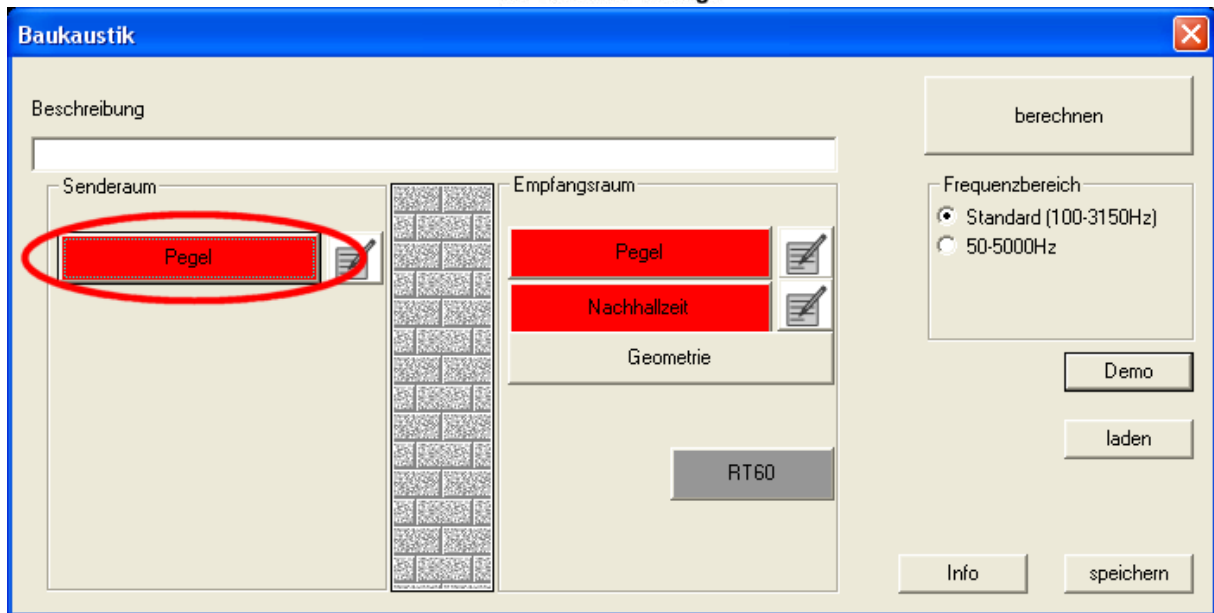 Baukaustik
Beschreibung
berechnen
Senderaum
Pegel
Empfangsraum
Pegel
Nachhallzeit
Geometrie
RT60
Frequenzbereich
Standard (100-3150Hz)
50-5000Hz
Demo
laden
Info
speichern